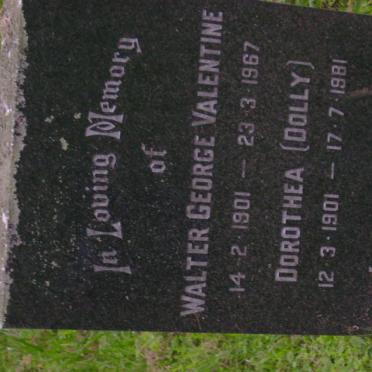 In Loving Memory
of
WALTER GEORGE VALENTINE
14·2·1901 — 23·3·1967
DOROTHEA (DOLLY)
12·3·1901 — 17·7·1981